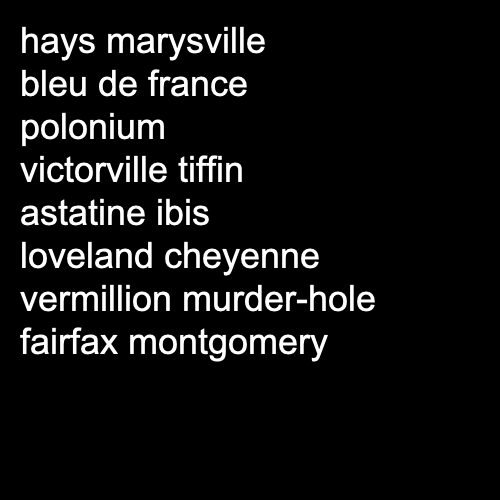 hays marysville
bleu de france
polonium
victorville tiffin
astatine ibis
loveland cheyenne
vermillion murder-hole
fairfax montgomery